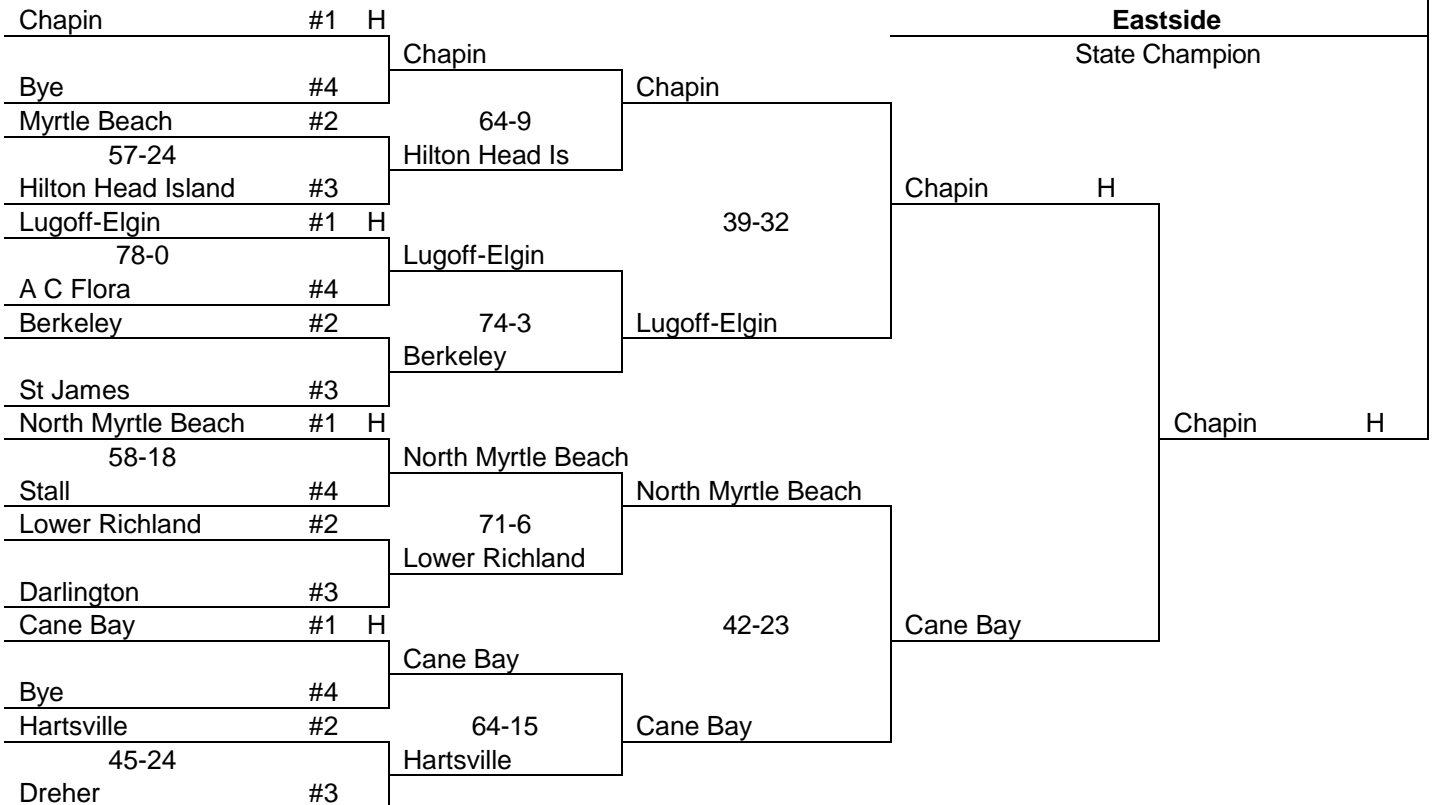 Chapin #1 H Eastside
Chapin State Champion
Bye #4 Chapin
Myrtle Beach #2 64-9
57-24 Hilton Head Is
Hilton Head Island #3 Chapin H
Lugoff-Elgin #1 H 39-32
78-0 Lugoff-Elgin
A C Flora #4
Berkeley #2 74-3 Lugoff-Elgin
Berkeley
St James #3
North Myrtle Beach #1 H Chapin H
58-18 North Myrtle Beach
Stall #4 North Myrtle Beach
Lower Richland #2 71-6
Lower Richland
Darlington #3
Cane Bay #1 H 42-23 Cane Bay
Cane Bay
Bye #4
Hartsville #2 64-15 Cane Bay
45-24 Hartsville
Dreher #3